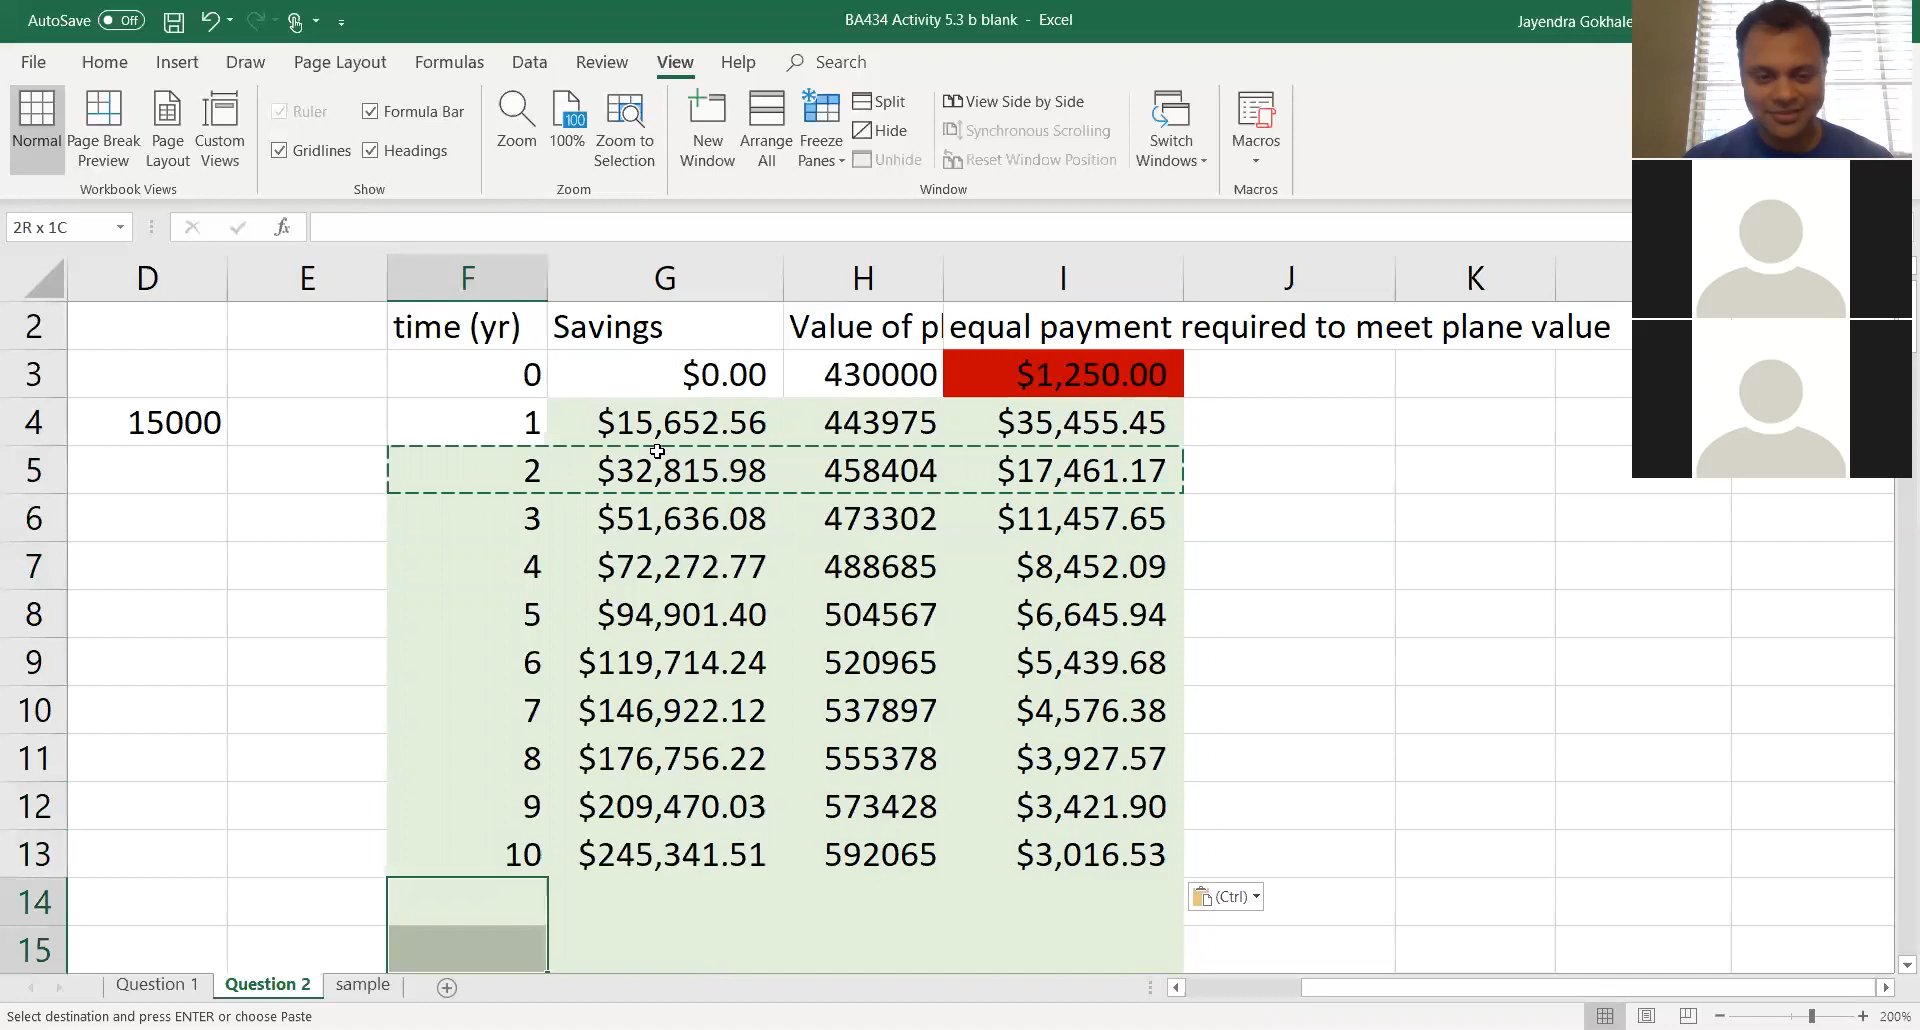 AutoSave Off BA434 Activity 5.3 b blank - Excel Jayendra Gokhale
File Home Insert Draw Page Layout Formulas Data Review View Help Search
Normal Page Break Preview Page Layout Custom Views
Workbook Views
Ruler Formula Bar
Gridlines Headings
Show
Zoom 100 100% Zoom to Selection
Zoom
New Window Arrange All Freeze Panes
Split View Side by Side
Hide Synchronous Scrolling
Unhide Reset Window Position
Switch Windows
Window
Macros
Macros
2R x 1C fx
D E F G H I J K
2 time (yr) Savings Value of pl equal payment required to meet plane value
3 0 $0.00 430000 $1,250.00
4 15000 1 $15,652.56 443975 $35,455.45
5 2 $32,815.98 458404 $17,461.17
6 3 $51,636.08 473302 $11,457.65
7 4 $72,272.77 488685 $8,452.09
8 5 $94,901.40 504567 $6,645.94
9 6 $119,714.24 520965 $5,439.68
10 7 $146,922.12 537897 $4,576.38
11 8 $176,756.22 555378 $3,927.57
12 9 $209,470.03 573428 $3,421.90
13 10 $245,341.51 592065 $3,016.53
14 (Ctrl)
15
Question 1 Question 2 sample
Select destination and press ENTER or choose Paste 200%